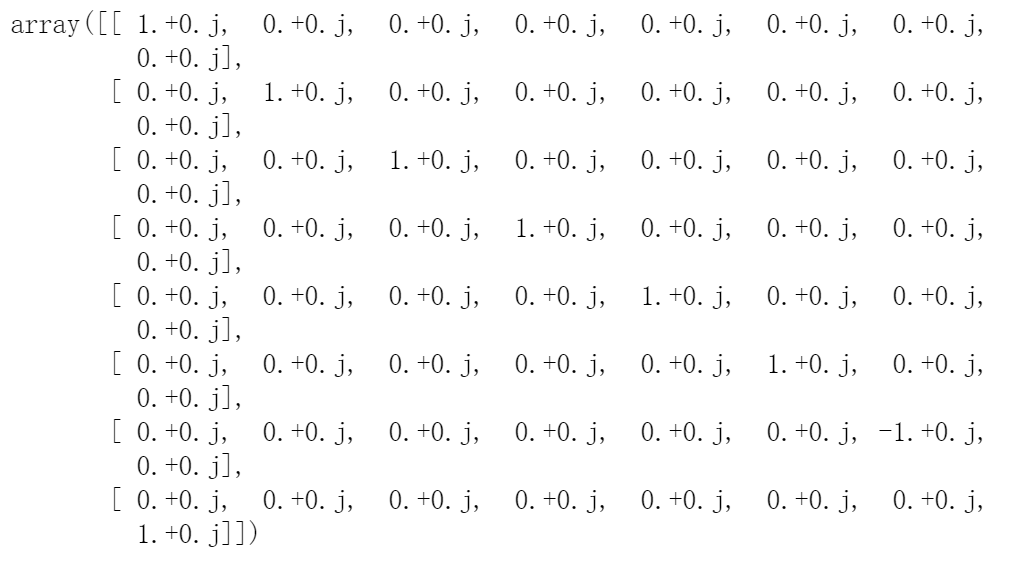 array([[ 1.+0.j,  0.+0.j,  0.+0.j,  0.+0.j,  0.+0.j,  0.+0.j,  0.+0.j,
         0.+0.j],
       [ 0.+0.j,  1.+0.j,  0.+0.j,  0.+0.j,  0.+0.j,  0.+0.j,  0.+0.j,
         0.+0.j],
       [ 0.+0.j,  0.+0.j,  1.+0.j,  0.+0.j,  0.+0.j,  0.+0.j,  0.+0.j,
         0.+0.j],
       [ 0.+0.j,  0.+0.j,  0.+0.j,  1.+0.j,  0.+0.j,  0.+0.j,  0.+0.j,
         0.+0.j],
       [ 0.+0.j,  0.+0.j,  0.+0.j,  0.+0.j,  1.+0.j,  0.+0.j,  0.+0.j,
         0.+0.j],
       [ 0.+0.j,  0.+0.j,  0.+0.j,  0.+0.j,  0.+0.j,  1.+0.j,  0.+0.j,
         0.+0.j],
       [ 0.+0.j,  0.+0.j,  0.+0.j,  0.+0.j,  0.+0.j,  0.+0.j, -1.+0.j,
         0.+0.j],
       [ 0.+0.j,  0.+0.j,  0.+0.j,  0.+0.j,  0.+0.j,  0.+0.j,  0.+0.j,
         1.+0.j]])